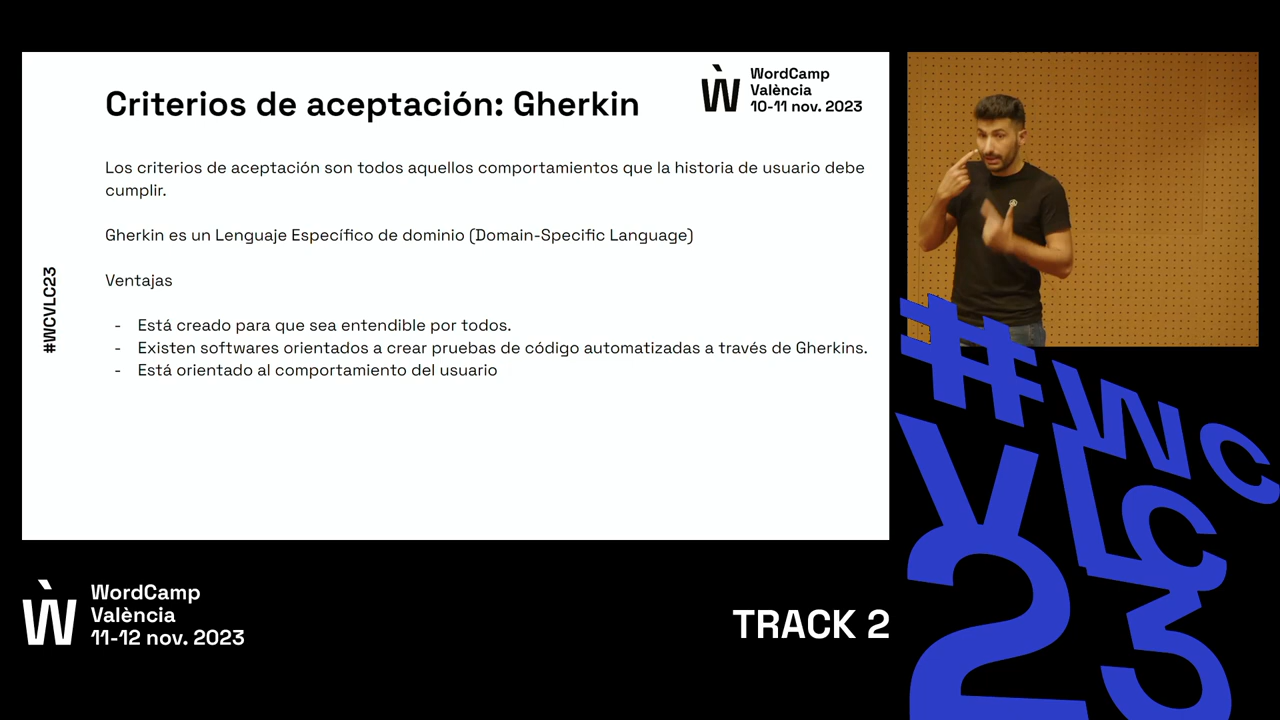 Criterios de aceptación: Gherkin
WordCamp
València
10-11 nov. 2023
Los criterios de aceptación son todos aquellos comportamientos que la historia de usuario debe
cumplir.
Gherkin es un Lenguaje Específico de dominio (Domain-Specific Language)
Ventajas
- Está creado para que sea entendible por todos.
- Existen softwares orientados a crear pruebas de código automatizadas a través de Gherkins.
- Está orientado al comportamiento del usuario
#WCVLC23
WordCamp
València
11-12 nov. 2023
TRACK 2
#WC
VLC
23